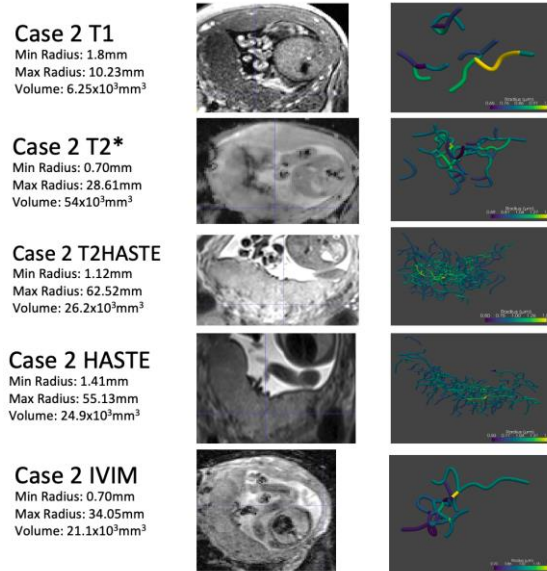 Case 2 T1
Min Radius: 1.8mm
Max Radius: 10.23mm
Volume: 6.25x10³mm³
Case 2 T2*
Min Radius: 0.70mm
Max Radius: 28.61mm
Volume: 54x10³mm³
Case 2 T2HASTE
Min Radius: 1.12mm
Max Radius: 62.52mm
Volume: 26.2x10³mm³
Case 2 HASTE
Min Radius: 1.41mm
Max Radius: 55.13mm
Volume: 24.9x10³mm³
Case 2 IVIM
Min Radius: 0.70mm
Max Radius: 34.05mm
Volume: 21.1x10³mm³